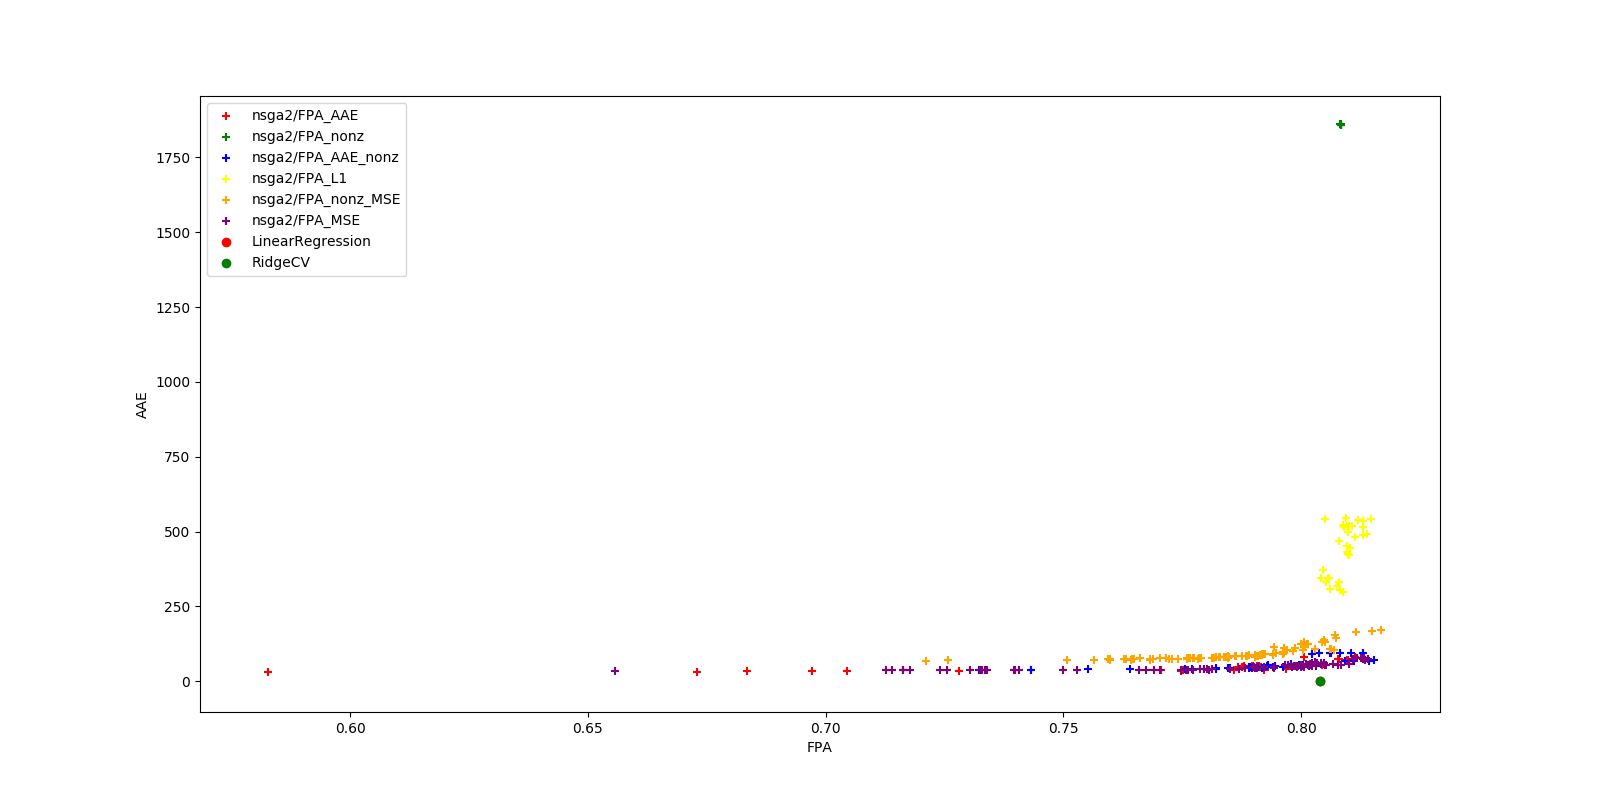 nsga2/FPA_AAE
nsga2/FPA_nonz
nsga2/FPA_AAE_nonz
nsga2/FPA_L1
nsga2/FPA_nonz_MSE
nsga2/FPA_MSE
LinearRegression
RidgeCV
1750
1500
1250
1000
750
500
250
0
AAE
0.60 0.65 0.70 0.75 0.80
FPA